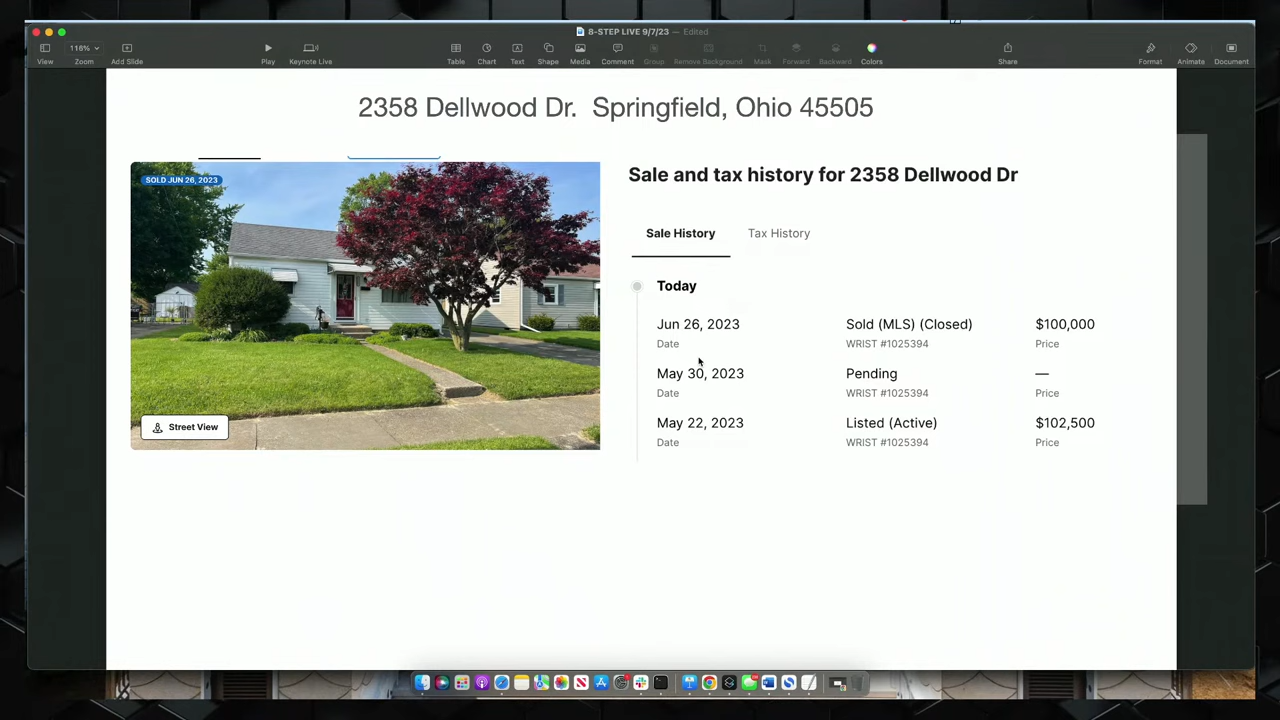 8-STEP LIVE 9/7/23 — Edited
116%
View
Zoom
Add Slide
Play
Keynote Live
Table
Chart
Text
Shape
Media
Comment
Group
Remove Background
Mask
Forward
Backward
Colors
Share
Format
Animate
Document
2358 Dellwood Dr. Springfield, Ohio 45505
SOLD JUN 26, 2023
Street View
Sale and tax history for 2358 Dellwood Dr
Sale History Tax History
Today
Jun 26, 2023 Sold (MLS) (Closed) $100,000
Date WRIST #1025394 Price
May 30, 2023 Pending —
Date WRIST #1025394 Price
May 22, 2023 Listed (Active) $102,500
Date WRIST #1025394 Price